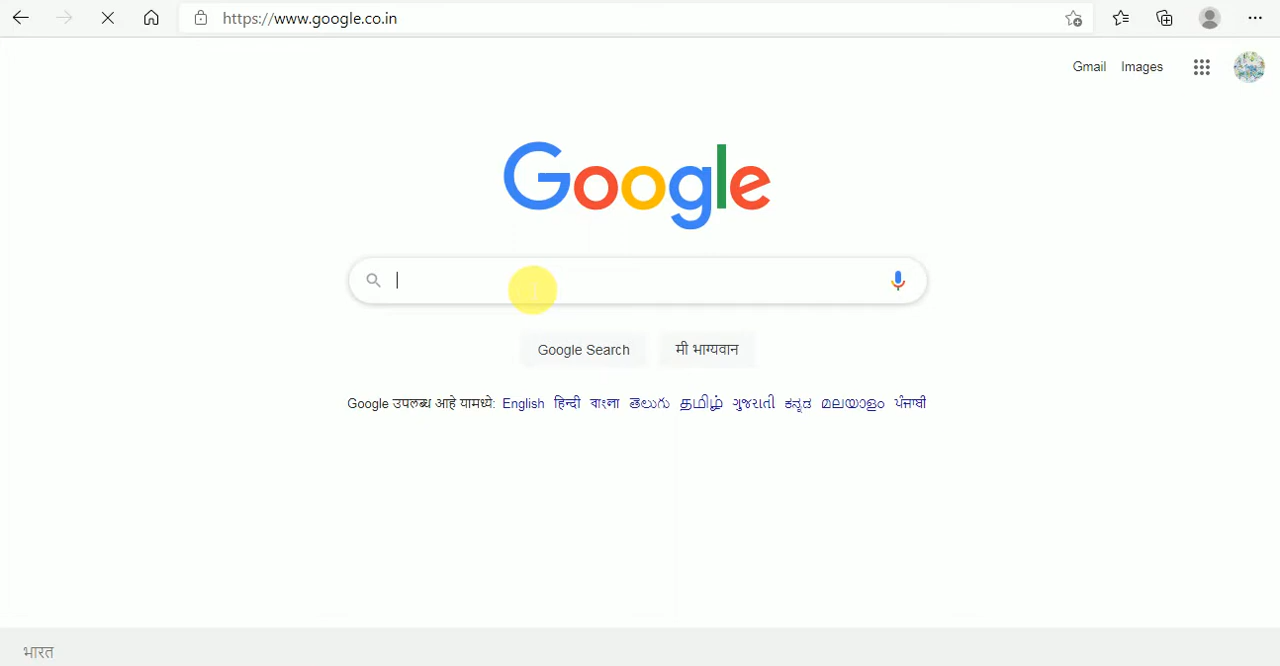 https://www.google.co.in
Gmail Images
Google
Google Search मी भाग्यवान
Google उपलब्ध आहे यामध्ये: English हिन्दी বাংলা తెలుగు தமிழ் ગુજરાતી ಕನ್ನಡ മലയാളം ਪੰਜਾਬੀ
भारत